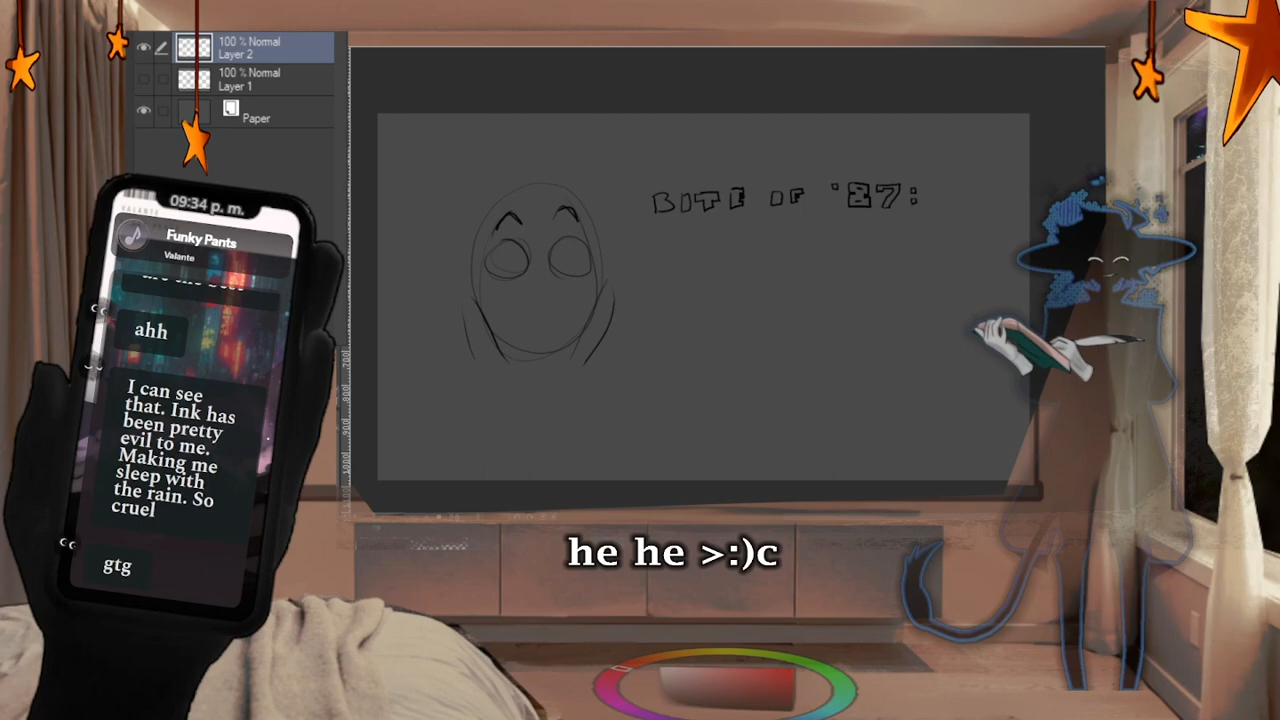 100 % Normal
Layer 2
100 % Normal
Layer 1
Paper
09:34 p. m.
VALANTE
Funky Pants
Valante
ahh
I can see
that. Ink has
been pretty
evil to me.
Making me
sleep with
the rain. So
cruel
gtg
BITE OF '87:
he he >:)c